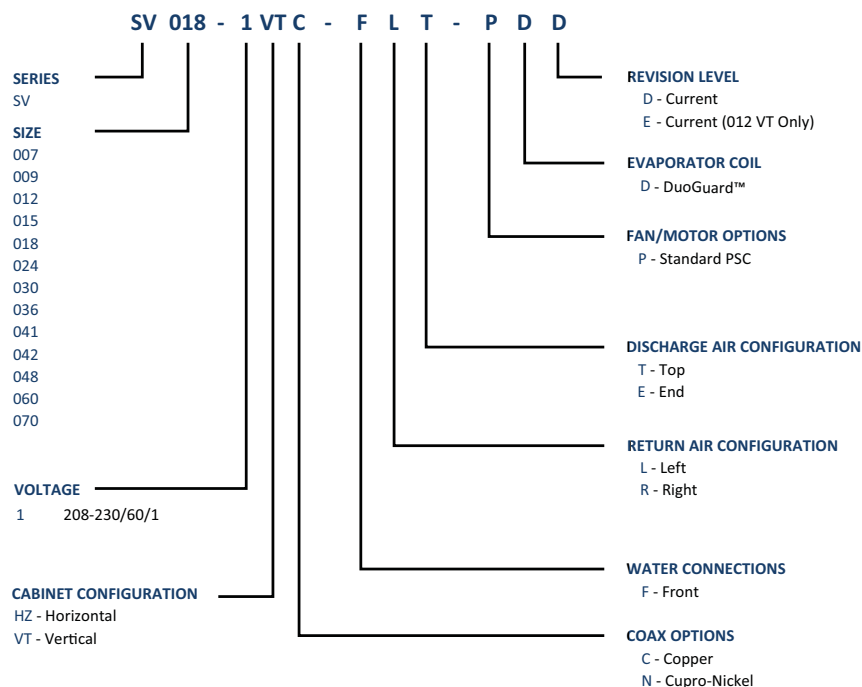 SV 018 - 1 VT C - F L T - P D D
SERIES
SV
SIZE
007
009
012
015
018
024
030
036
041
042
048
060
070
VOLTAGE
1 208-230/60/1
CABINET CONFIGURATION
HZ - Horizontal
VT - Vertical
REVISION LEVEL
D - Current
E - Current (012 VT Only)
EVAPORATOR COIL
D - DuoGuard™
FAN/MOTOR OPTIONS
P - Standard PSC
DISCHARGE AIR CONFIGURATION
T - Top
E - End
RETURN AIR CONFIGURATION
L - Left
R - Right
WATER CONNECTIONS
F - Front
COAX OPTIONS
C - Copper
N - Cupro-Nickel